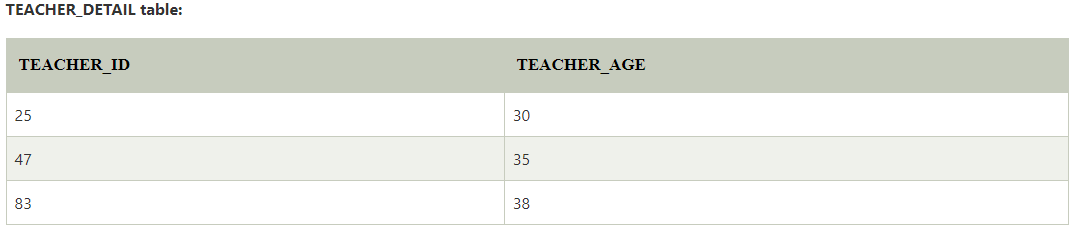 TEACHER_DETAIL table:
TEACHER_ID TEACHER_AGE
25 30
47 35
83 38